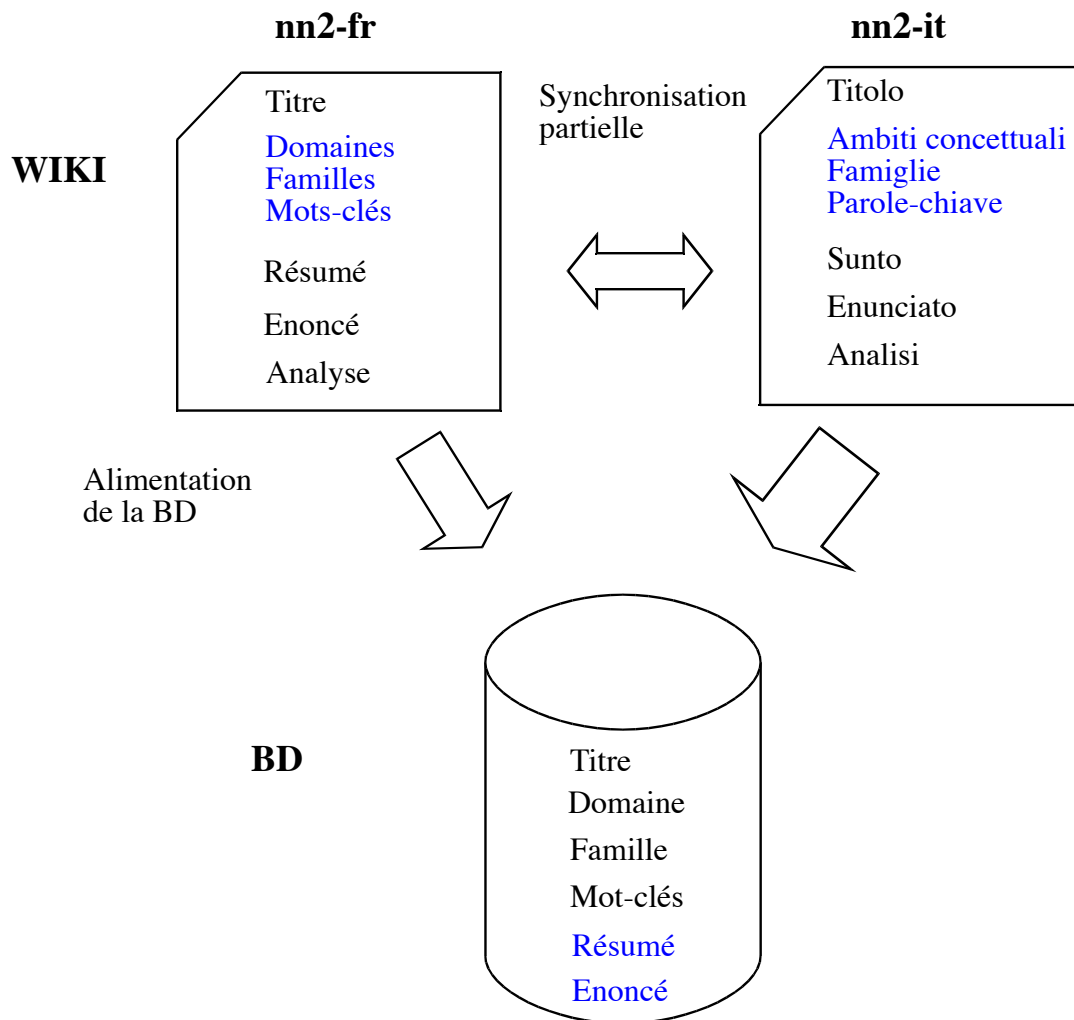 nn2-fr
nn2-it
WIKI
Titre
Domaines
Familles
Mots-clés
Résumé
Enoncé
Analyse
Synchronisation
partielle
Titolo
Ambiti concettuali
Famiglie
Parole-chiave
Sunto
Enunciato
Analisi
Alimentation
de la BD
BD
Titre
Domaine
Famille
Mot-clés
Résumé
Enoncé